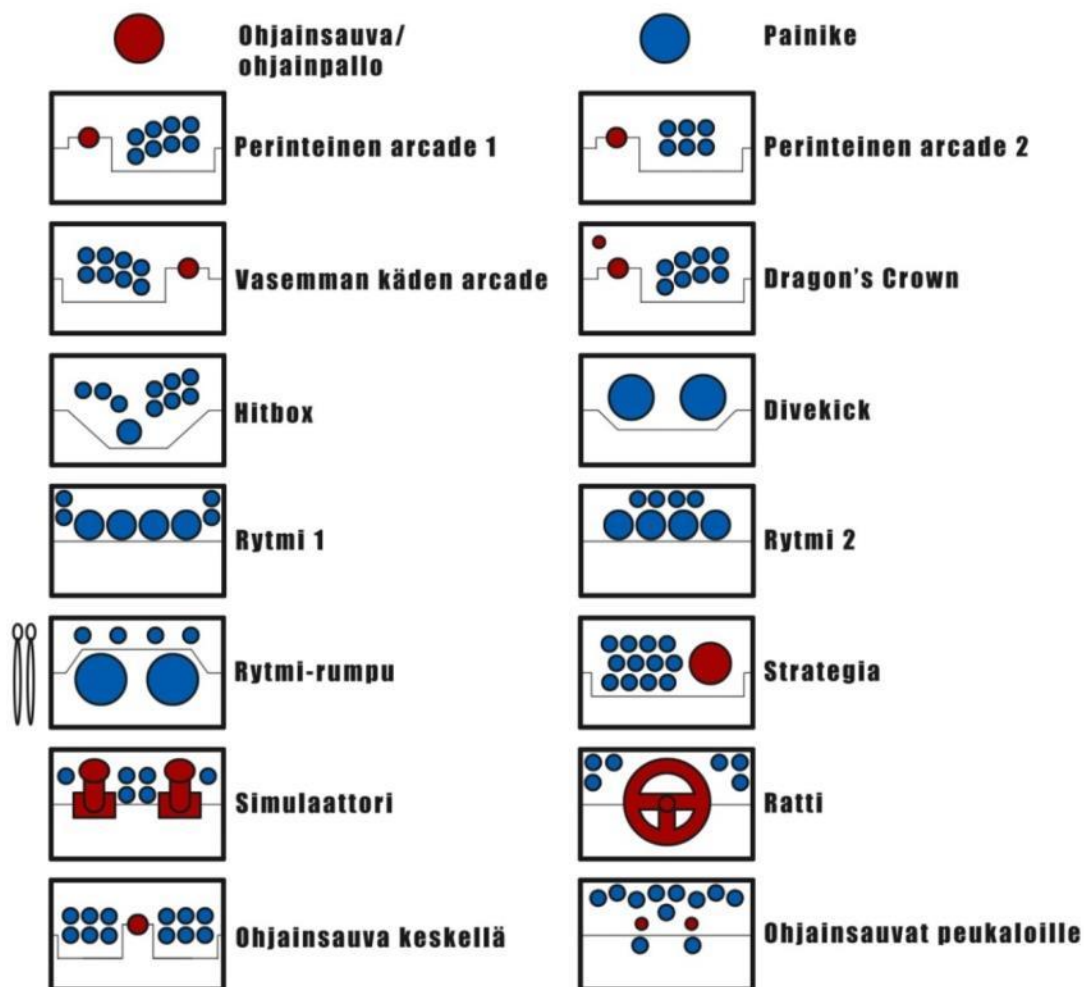 Ohjainsauva/
ohjainpallo
Painike
Perinteinen arcade 1
Perinteinen arcade 2
Vasemman käden arcade
Dragon's Crown
Hitbox
Divekick
Rytmi 1
Rytmi 2
Rytmi-rumpu
Strategia
Simulaattori
Ratti
Ohjainsauva keskellä
Ohjainsauvat peukaloille